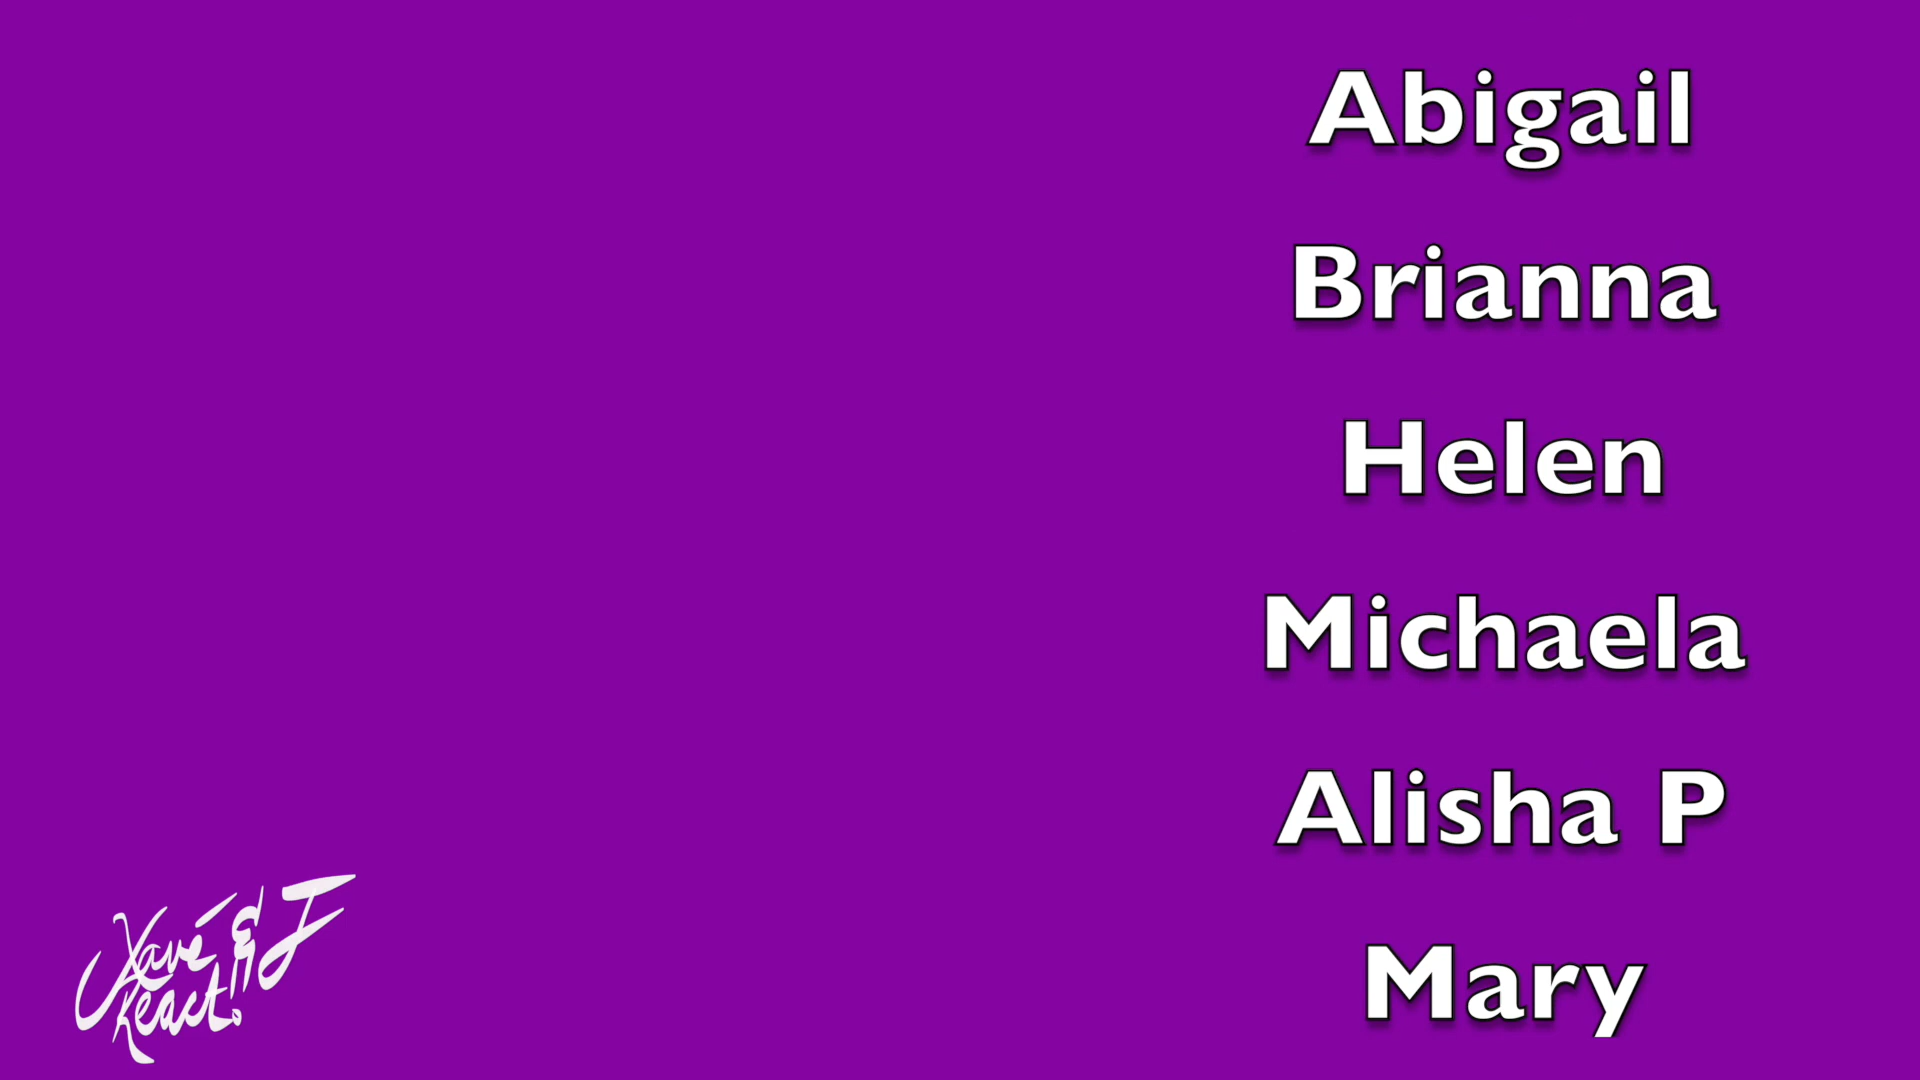 Abigail
Brianna
Helen
Michaela
Alisha P
Mary
Xavé & J
React!!